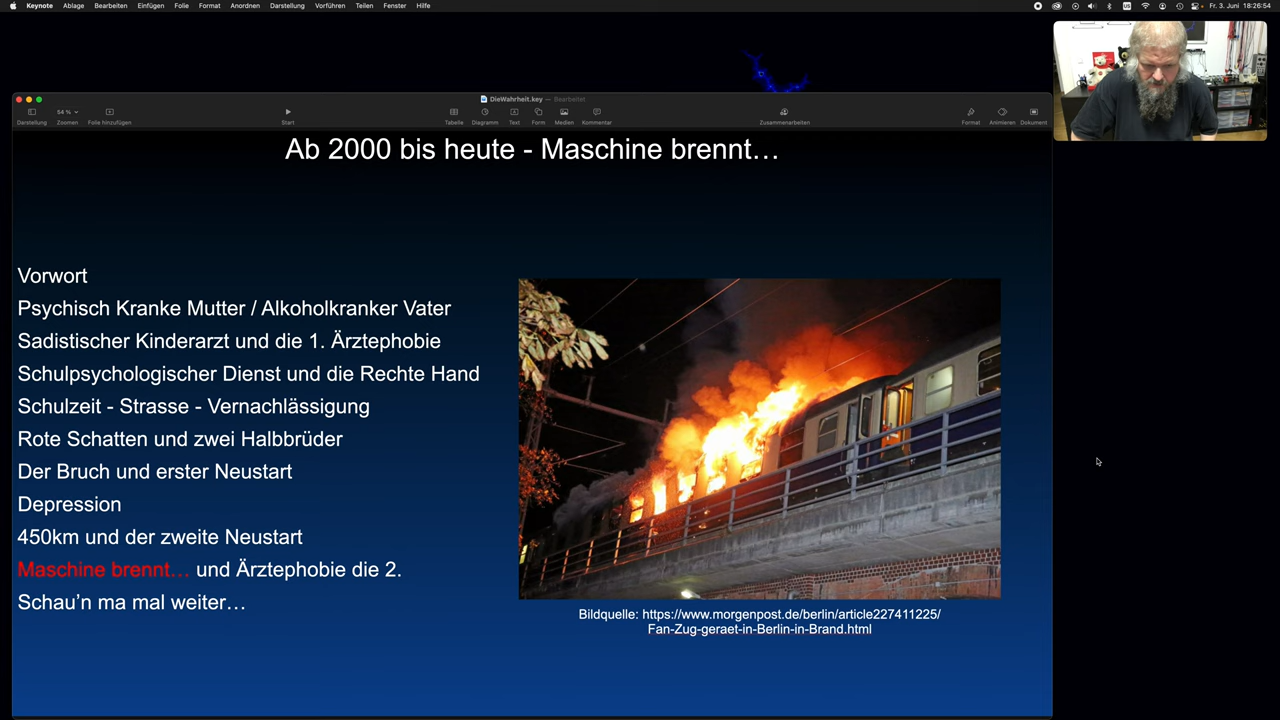 Keynote Ablage Bearbeiten Einfügen Folie Format Anordnen Darstellung Vorführen Teilen Fenster Hilfe
US
Fr. 3. Juni 18:26:54
DieWahrheit.key — Bearbeitet
54 %
Darstellung Zoomen Folie hinzufügen Start Tabelle Diagramm Text Form Medien Kommentar Zusammenarbeiten Format Animieren Dokument
Ab 2000 bis heute - Maschine brennt…
Vorwort
Psychisch Kranke Mutter / Alkoholkranker Vater
Sadistischer Kinderarzt und die 1. Ärztephobie
Schulpsychologischer Dienst und die Rechte Hand
Schulzeit - Strasse - Vernachlässigung
Rote Schatten und zwei Halbbrüder
Der Bruch und erster Neustart
Depression
450km und der zweite Neustart
Maschine brennt… und Ärztephobie die 2.
Schau’n ma mal weiter…
Bildquelle: https://www.morgenpost.de/berlin/article227411225/
Fan-Zug-geraet-in-Berlin-in-Brand.html